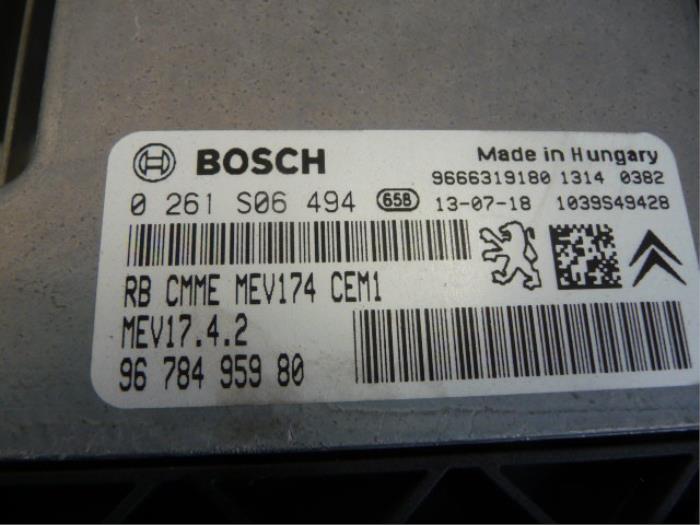 BOSCH
Made in Hungary
9666319180 1314 0382
0 261 S06 494 658 13-07-18 1039S49428
RB CMME MEV174 CEM1
MEV17.4.2
96 784 959 80